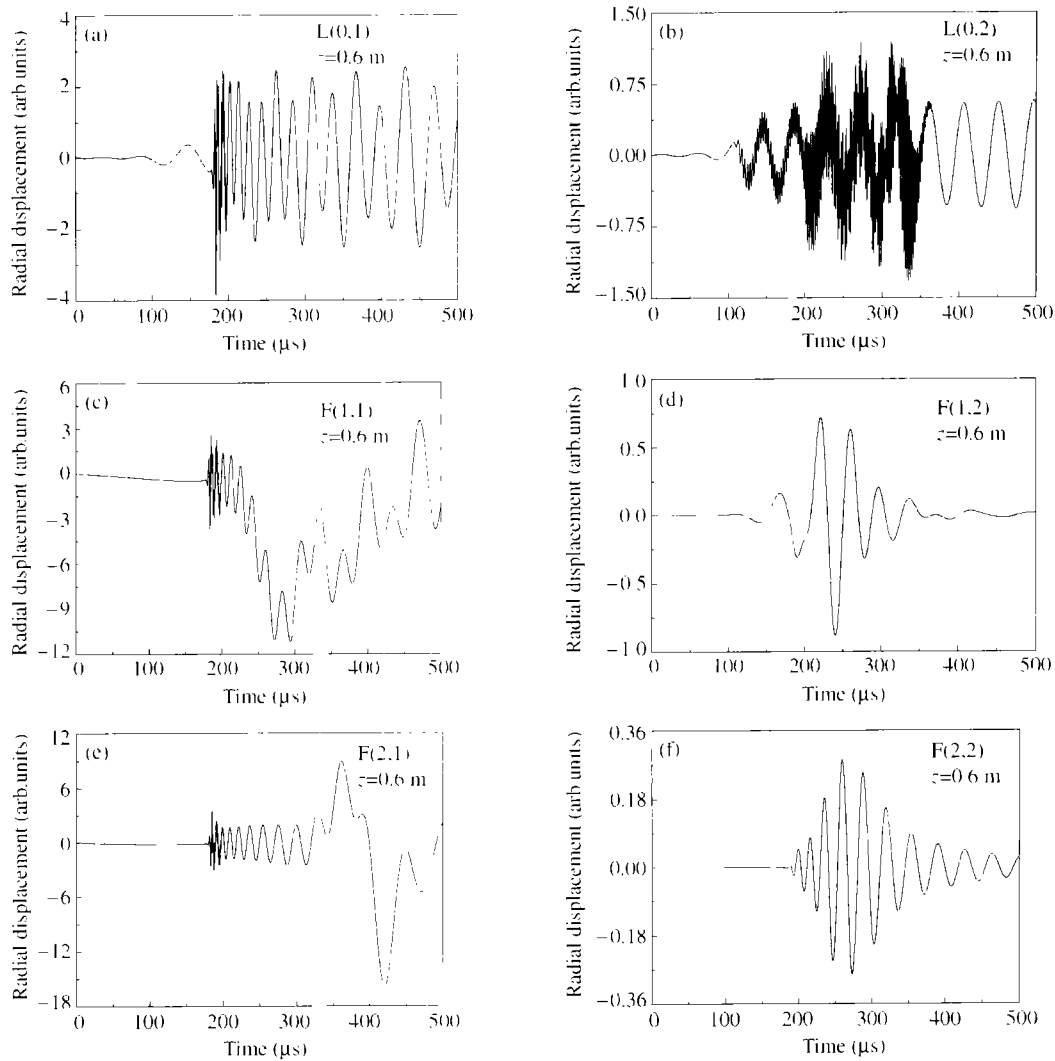 (a)
L(0,1)
z=0.6 m
Radial displacement (arb.units)
4
2
0
−2
−4
0 100 200 300 400 500
Time (μs)
(b)
L(0,2)
z=0.6 m
Radial displacement (arb.units)
1.50
0.75
0.00
−0.75
−1.50
0 100 200 300 400 500
Time (μs)
(c)
F(1,1)
z=0.6 m
Radial displacement (arb.units)
6
3
0
−3
−6
−9
−12
0 100 200 300 400 500
Time (μs)
(d)
F(1,2)
z=0.6 m
Radial displacement (arb.units)
1.0
0.5
0.0
−0.5
−1.0
0 100 200 300 400 500
Time (μs)
(e)
F(2,1)
z=0.6 m
Radial displacement (arb.units)
12
6
0
−6
−12
−18
0 100 200 300 400 500
Time (μs)
(f)
F(2,2)
z=0.6 m
Radial displacement (arb.units)
0.36
0.18
0.00
−0.18
−0.36
0 100 200 300 400 500
Time (μs)